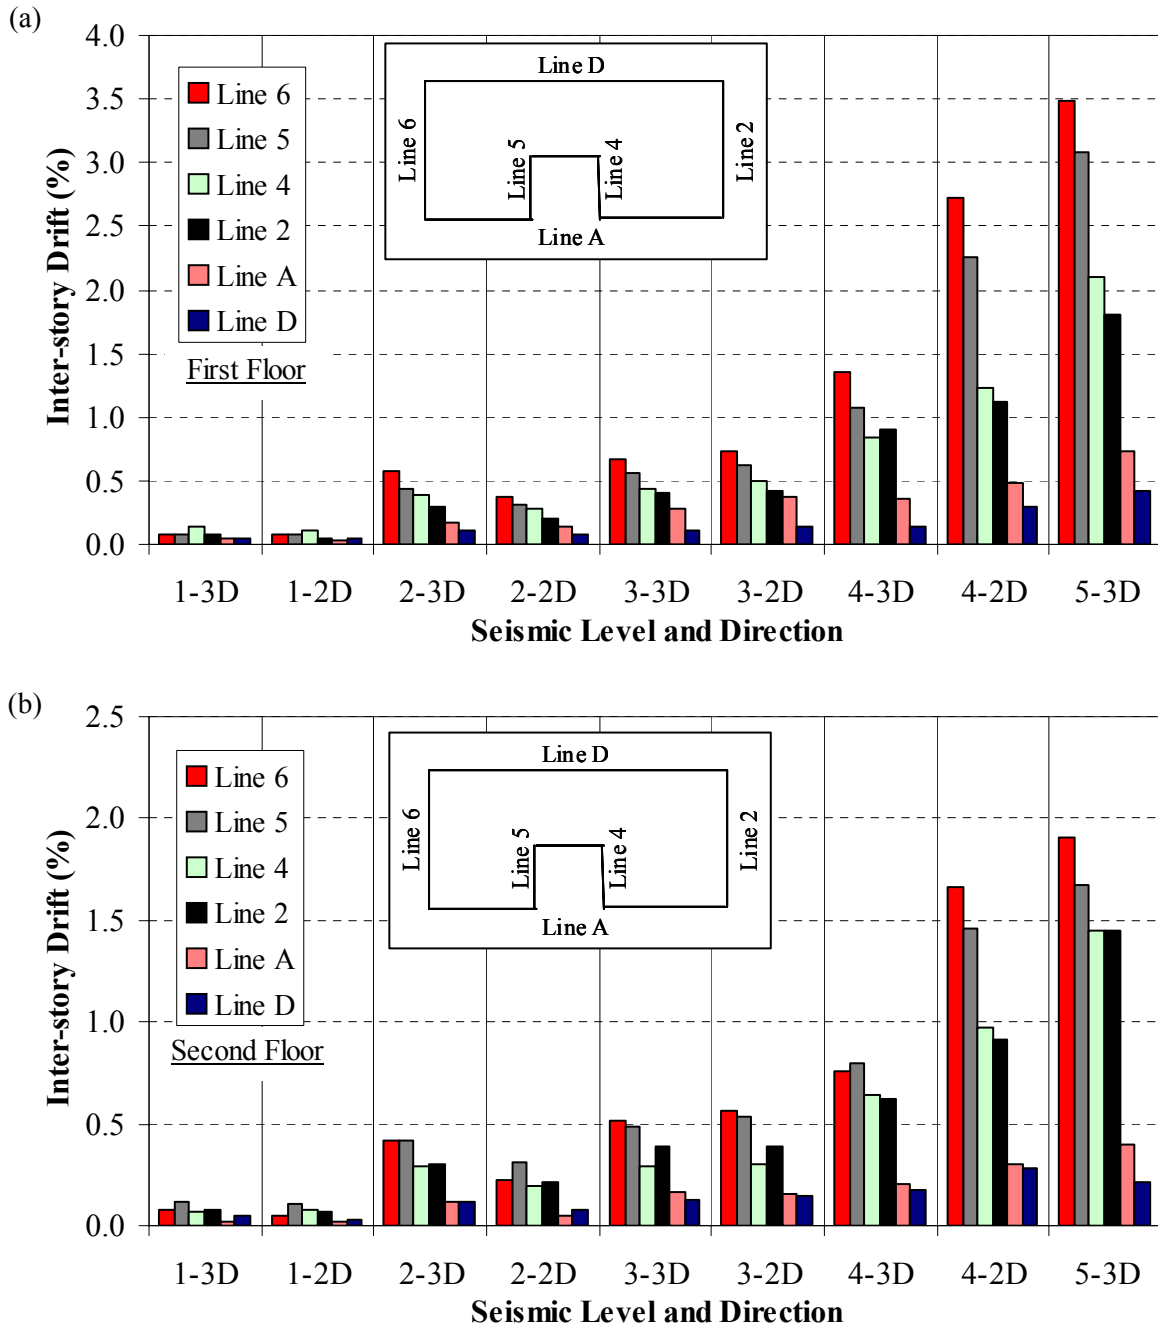 (a)
4.0
3.5
3.0
2.5
2.0
1.5
1.0
0.5
0.0
Inter-story Drift (%)
Line 6
Line 5
Line 4
Line 2
Line A
Line D
First Floor
Line D
Line 6
Line 5
Line 4
Line 2
Line A
1-3D 1-2D 2-3D 2-2D 3-3D 3-2D 4-3D 4-2D 5-3D
Seismic Level and Direction
(b)
2.5
2.0
1.5
1.0
0.5
0.0
Inter-story Drift (%)
Line 6
Line 5
Line 4
Line 2
Line A
Line D
Second Floor
Line D
Line 6
Line 5
Line 4
Line 2
Line A
1-3D 1-2D 2-3D 2-2D 3-3D 3-2D 4-3D 4-2D 5-3D
Seismic Level and Direction